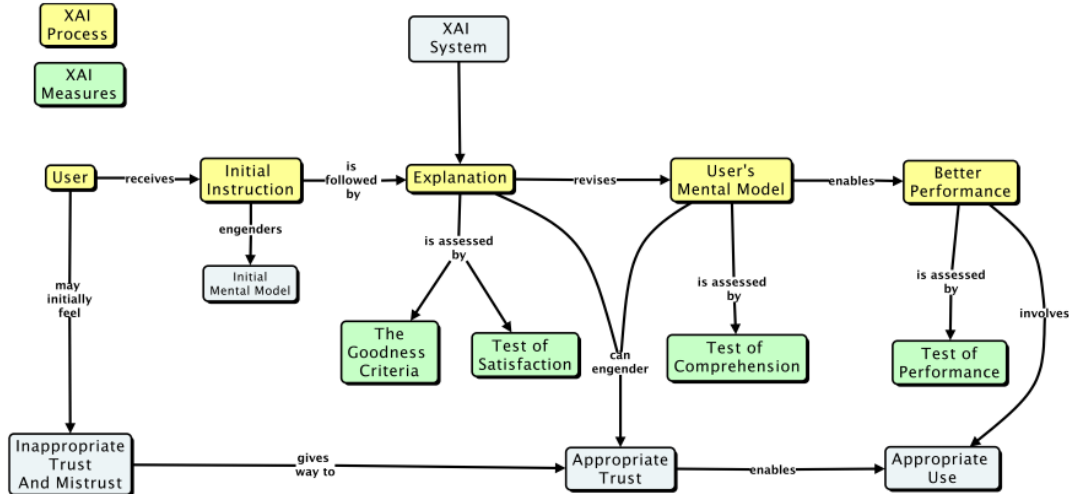 XAI
Process
XAI
Measures
XAI
System
User
receives
Initial
Instruction
is
followed
by
Explanation
revises
User's
Mental Model
enables
Better
Performance
engenders
Initial
Mental Model
may
initially
feel
is assessed
by
is assessed
by
is assessed
by
involves
The
Goodness
Criteria
Test of
Satisfaction
can
engender
Test of
Comprehension
Test of
Performance
Inappropriate
Trust
And Mistrust
gives
way to
Appropriate
Trust
enables
Appropriate
Use